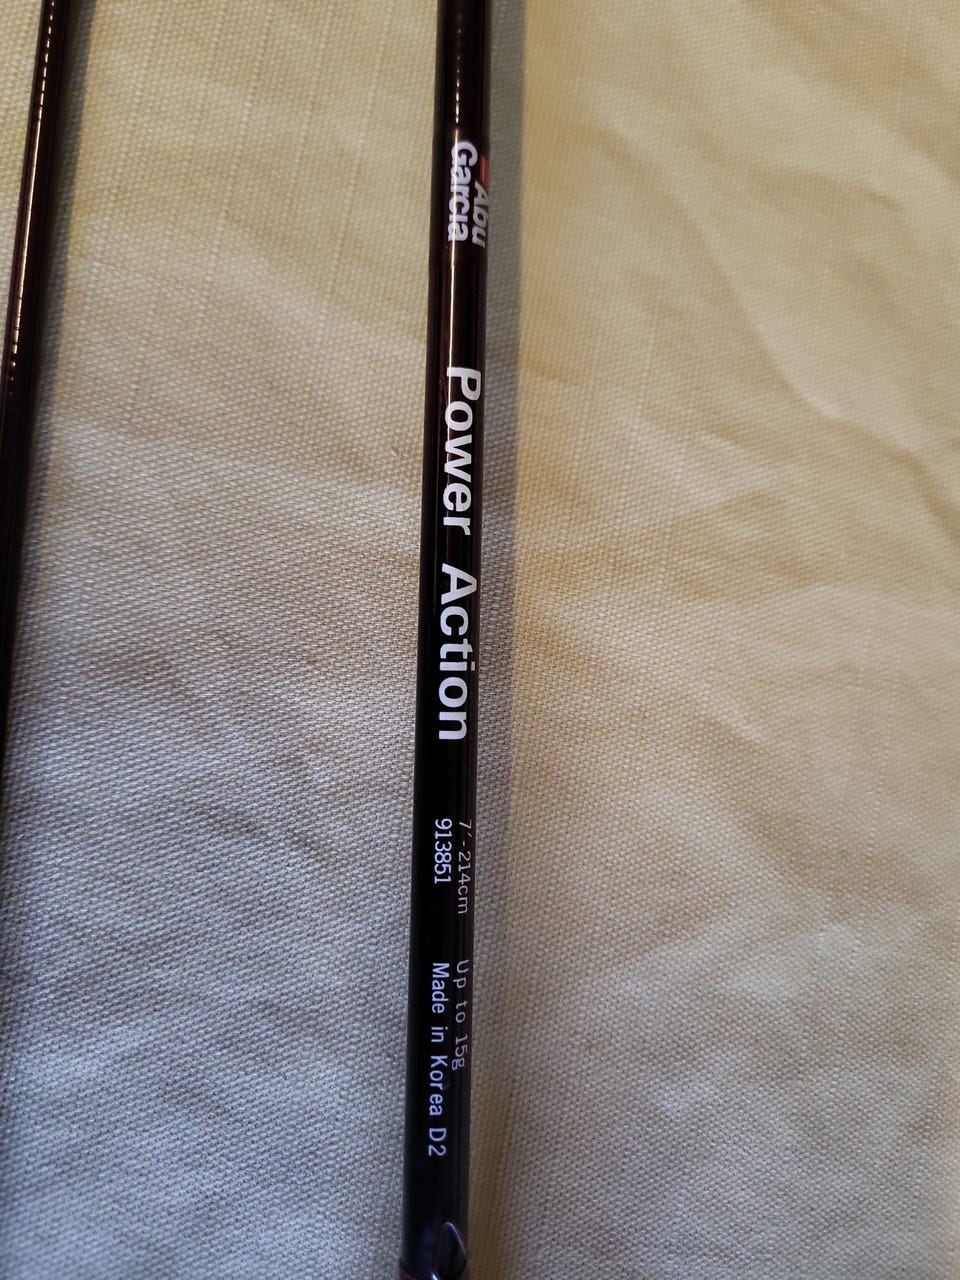 Abu
Garcia
Power Action
7´-214cm Up to 15g
913851 Made in Korea D2